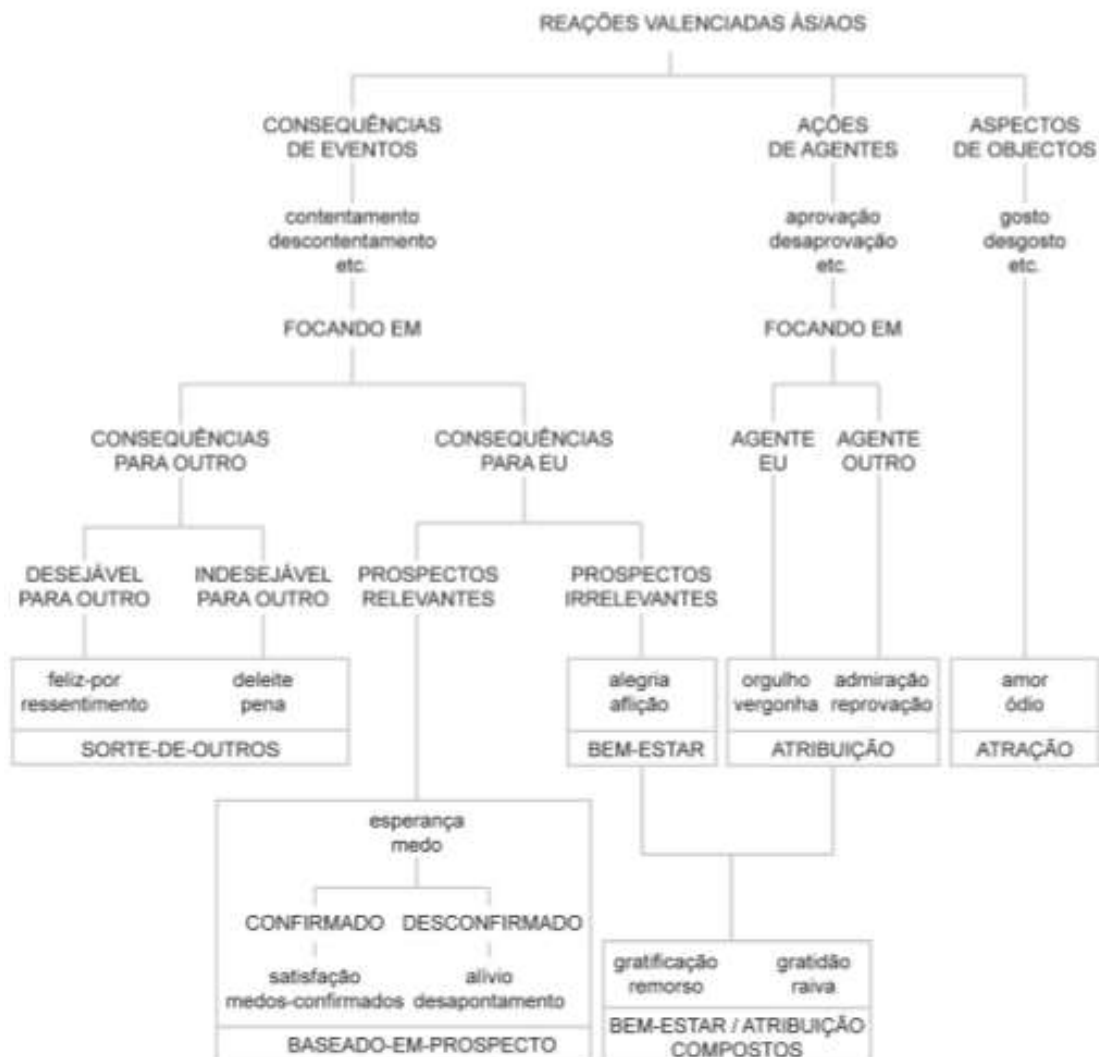 REAÇÕES VALENCIADAS ÀS/AOS
CONSEQUÊNCIAS
DE EVENTOS
AÇÕES
DE AGENTES
ASPECTOS
DE OBJECTOS
contentamento
descontentamento
etc.
aprovação
desaprovação
etc.
gosto
desgosto
etc.
FOCANDO EM
FOCANDO EM
CONSEQUÊNCIAS
PARA OUTRO
CONSEQUÊNCIAS
PARA EU
AGENTE
EU
AGENTE
OUTRO
DESEJÁVEL
PARA OUTRO
INDESEJÁVEL
PARA OUTRO
PROSPECTOS
RELEVANTES
PROSPECTOS
IRRELEVANTES
feliz-por
ressentimento
deleite
pena
SORTE-DE-OUTROS
alegria
aflição
BEM-ESTAR
orgulho
vergonha
admiração
reprovação
ATRIBUIÇÃO
amor
ódio
ATRAÇÃO
esperança
medo
CONFIRMADO
DESCONFIRMADO
satisfação
medos-confirmados
alívio
desapontamento
BASEADO-EM-PROSPECTO
gratificação
remorso
gratidão
raiva
BEM-ESTAR / ATRIBUIÇÃO
COMPOSTOS